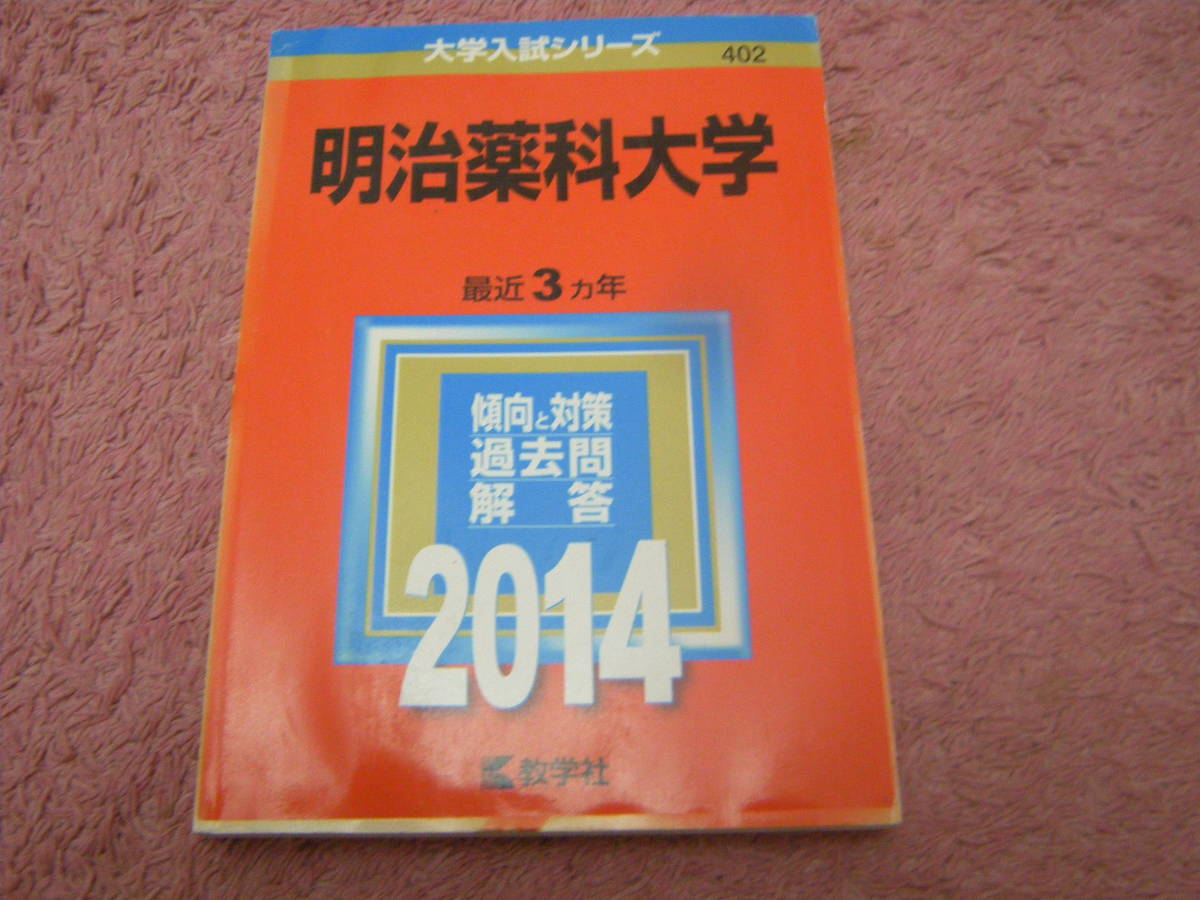 大学入試シリーズ
402
明治薬科大学
最近3ヵ年
傾向と対策
過去問
解答
2014
教学社